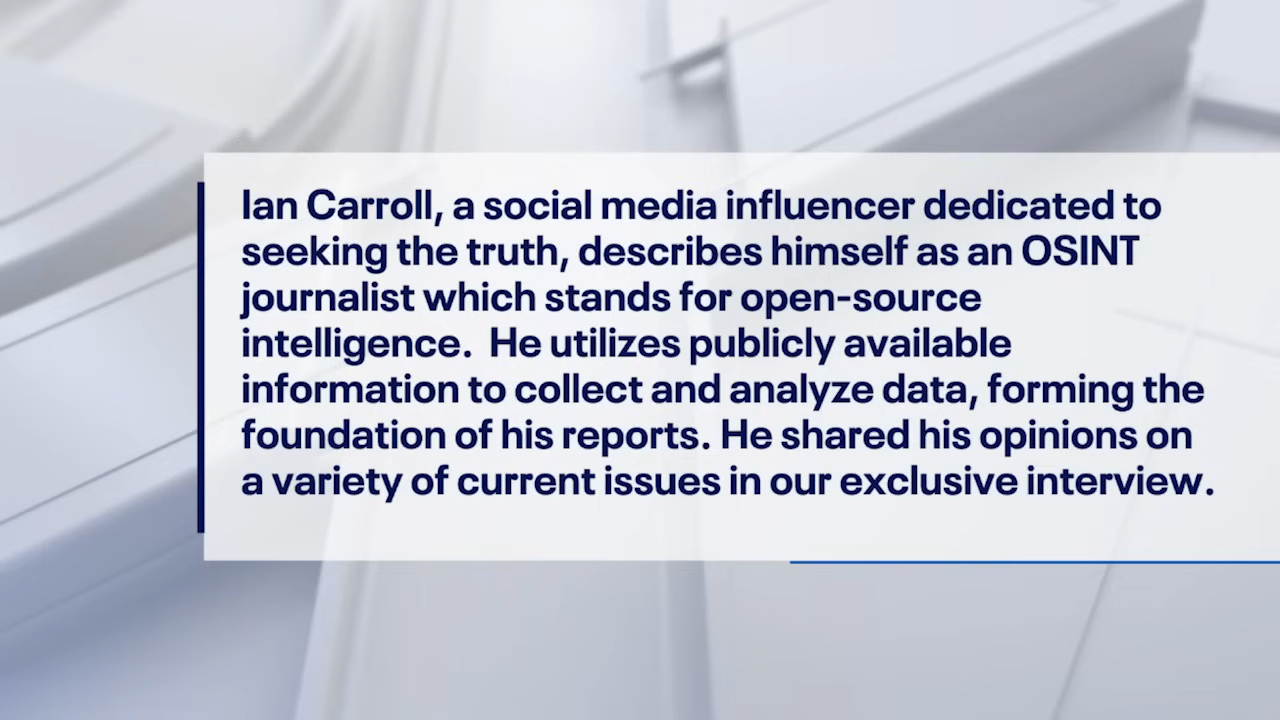 Ian Carroll, a social media influencer dedicated to
seeking the truth, describes himself as an OSINT
journalist which stands for open-source
intelligence.  He utilizes publicly available
information to collect and analyze data, forming the
foundation of his reports. He shared his opinions on
a variety of current issues in our exclusive interview.